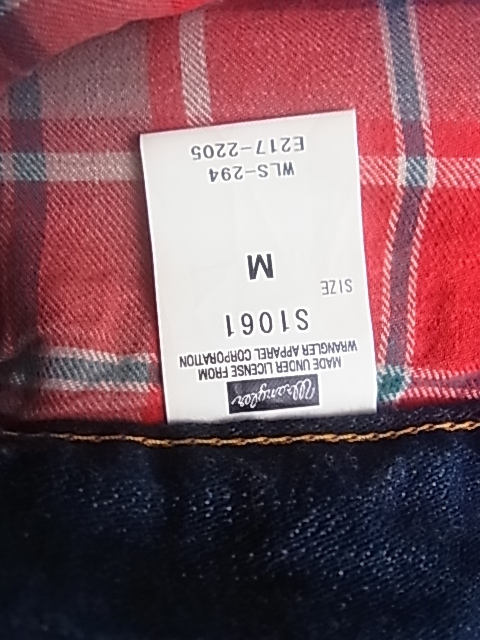 Wrangler
MADE UNDER LICENSE FROM
WRANGLER APPAREL CORPORATION
S1061
SIZE
M
WLS-294
E217-2205